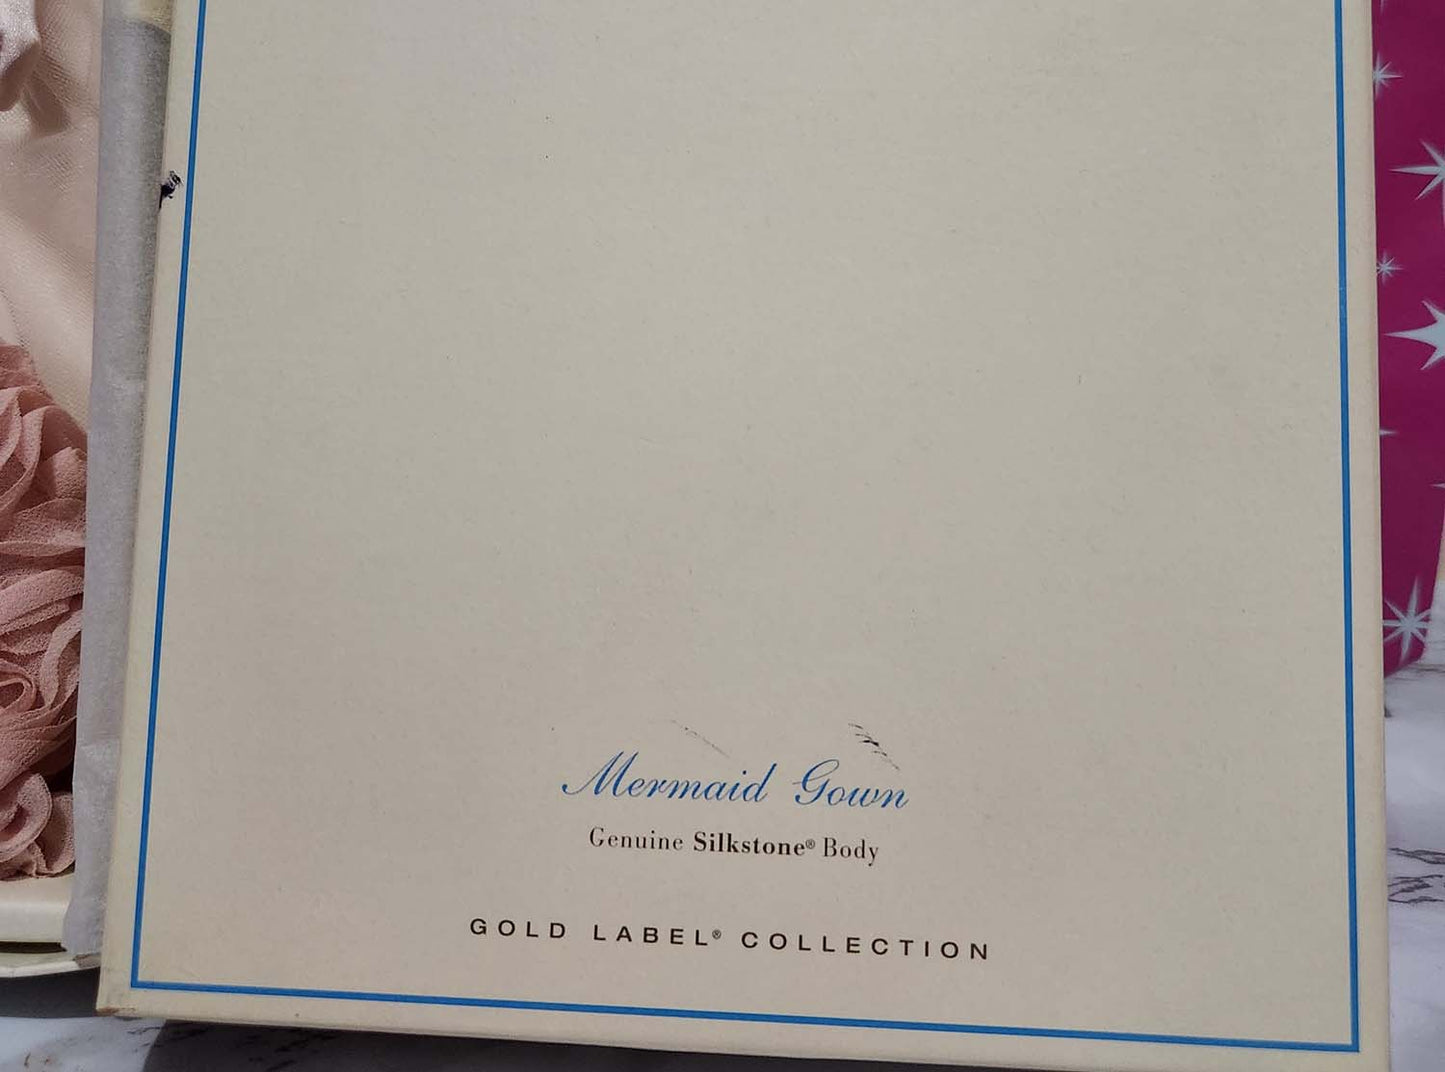 Mermaid Gown
Genuine Silkstone® Body
GOLD LABEL® COLLECTION